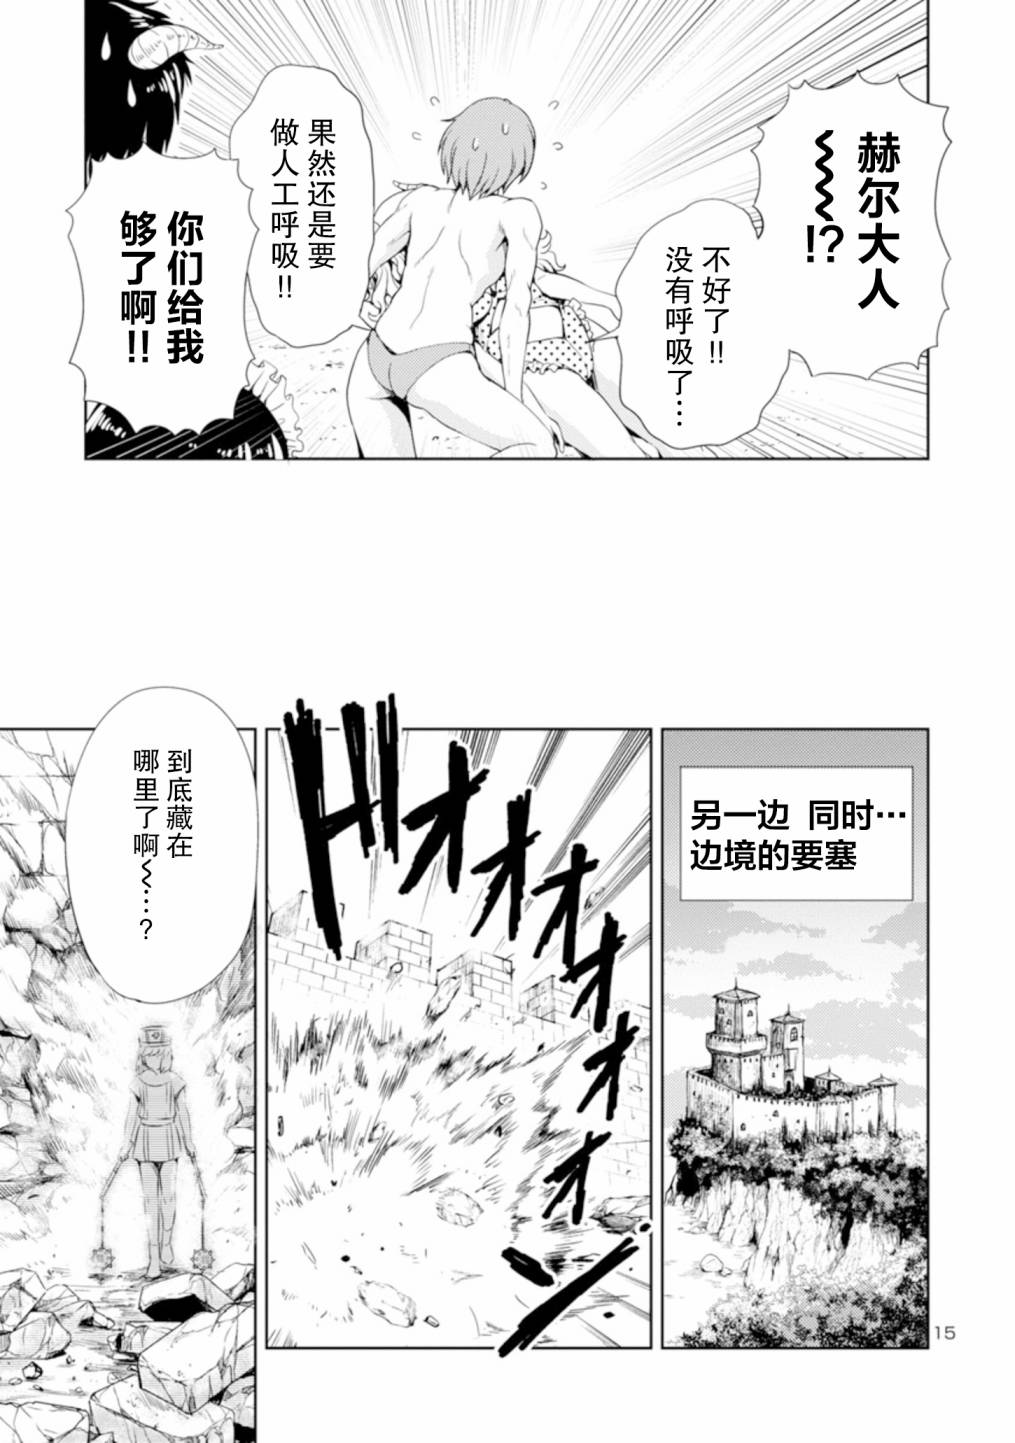 赫尔大人
～～～!?
不好了!!
没有呼吸了…
果然还是要
做人工呼吸!!
你们给我
够了啊!!
另一边 同时…
边境的要塞
ドオオオオオン
到底藏在
哪里了啊～…?
15